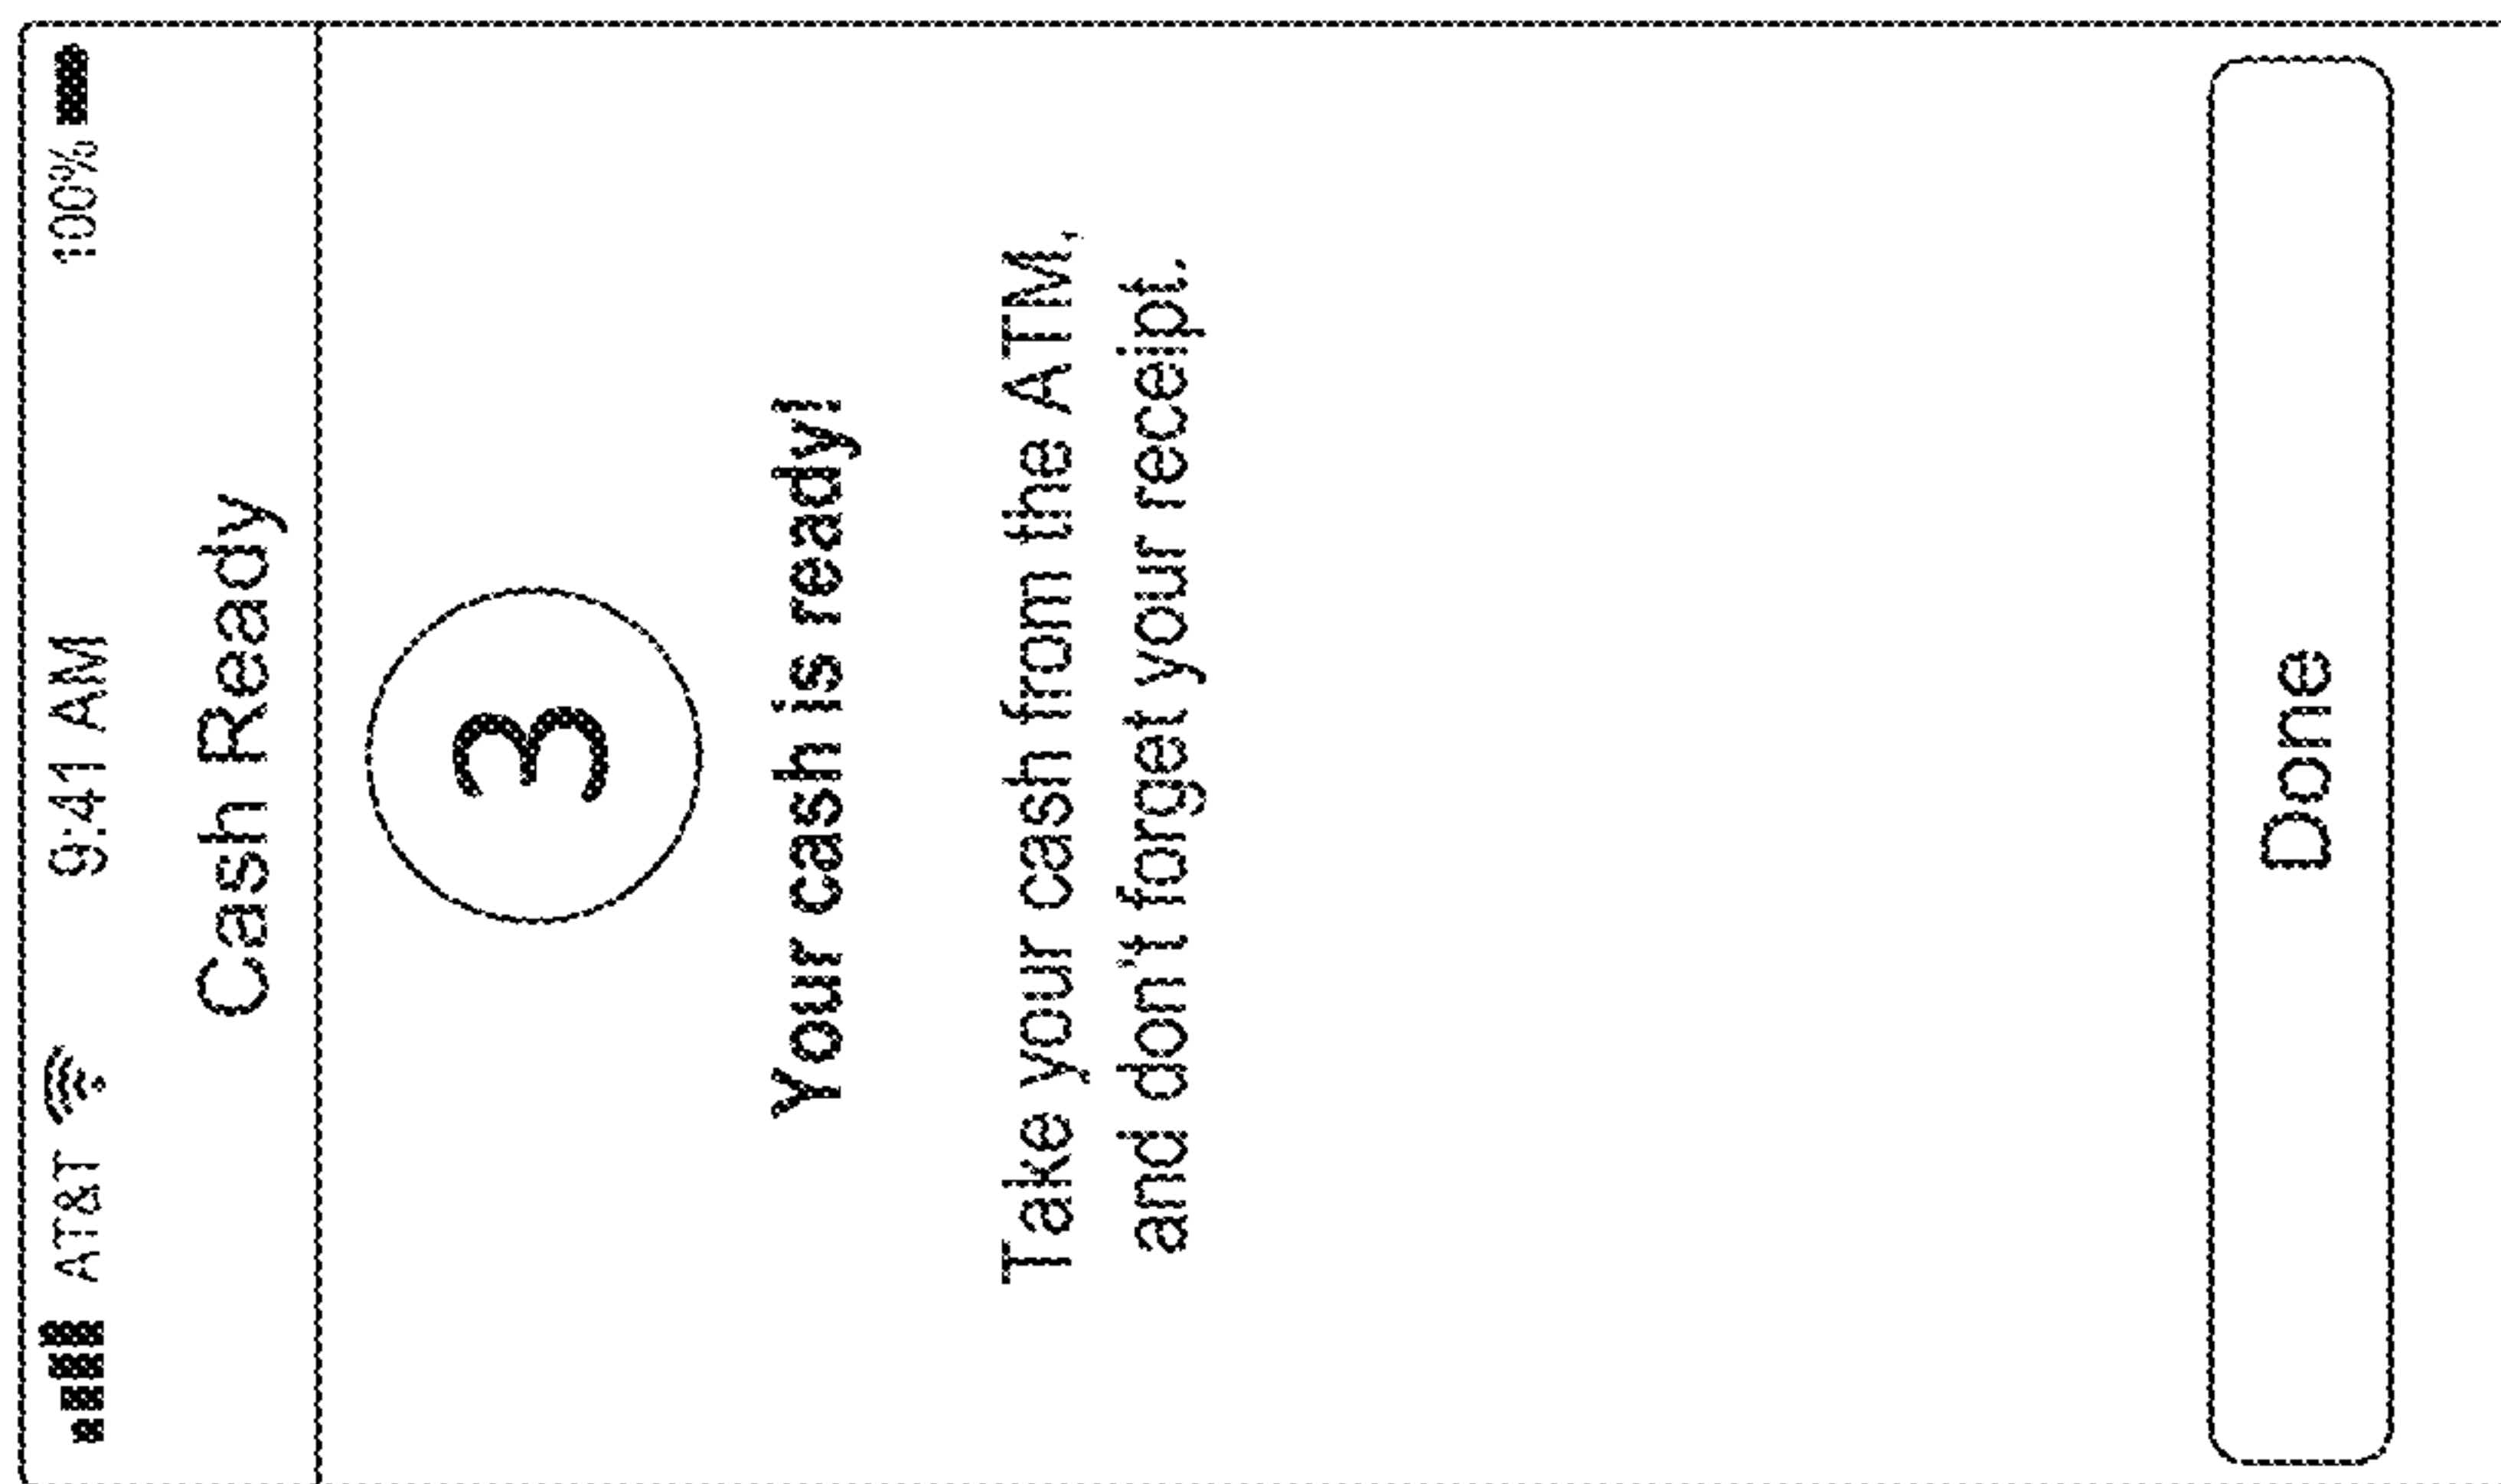 AT&T 9:41 AM 100%
Cash Ready
3
Your cash is ready!
Take your cash from the ATM,
and don't forget your receipt.
Done